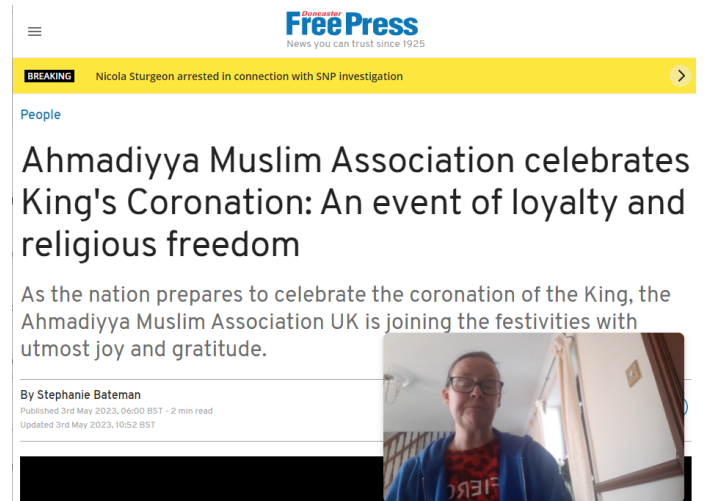 Doncaster
Free Press
News you can trust since 1925
BREAKING Nicola Sturgeon arrested in connection with SNP investigation
People
Ahmadiyya Muslim Association celebrates
King's Coronation: An event of loyalty and
religious freedom
As the nation prepares to celebrate the coronation of the King, the
Ahmadiyya Muslim Association UK is joining the festivities with
utmost joy and gratitude.
By Stephanie Bateman
Published 3rd May 2023, 06:00 BST - 2 min read
Updated 3rd May 2023, 10:52 BST
FIERC